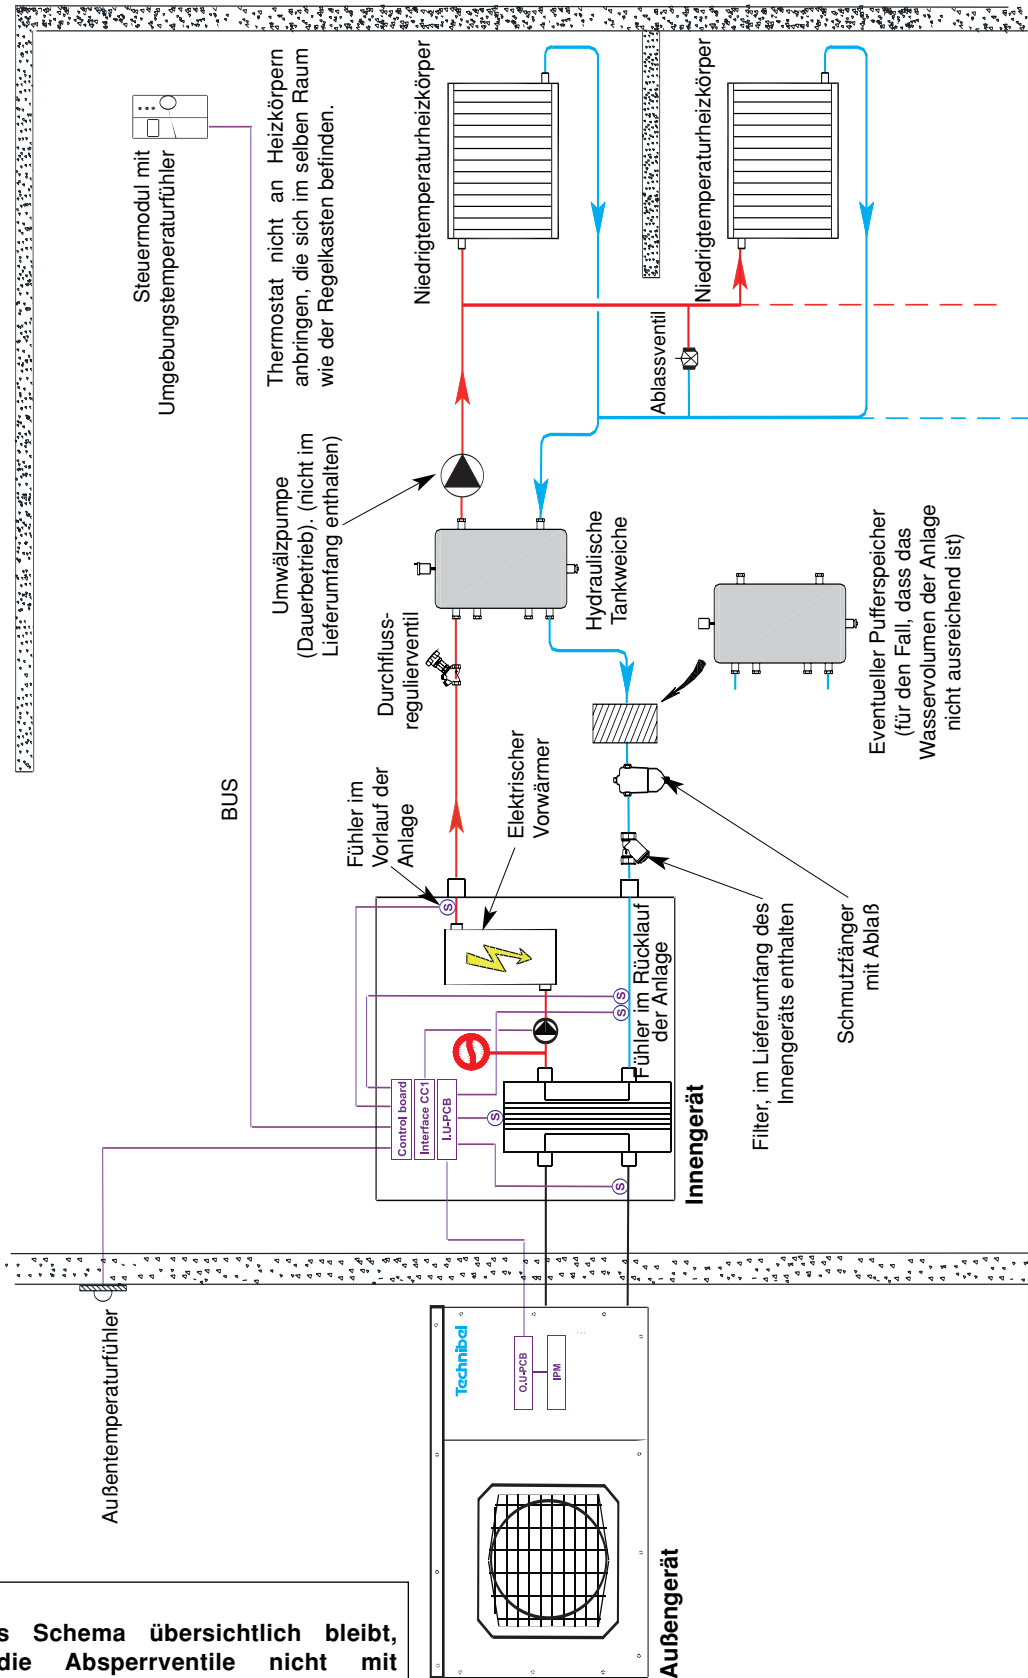 Steuermodul mit
Umgebungstemperaturfühler
Thermostat nicht an Heizkörpern
anbringen, die sich im selben Raum
wie der Regelkasten befinden.
Niedrigtemperaturheizkörper
Niedrigtemperaturheizkörper
Ablassventil
Umwälzpumpe
(Dauerbetrieb). (nicht im
Lieferumfang enthalten)
Durchfluss-
regulierventil
Hydraulische
Tankweiche
Eventueller Pufferspeicher
(für den Fall, dass das
Wasservolumen der Anlage
nicht ausreichend ist)
BUS
Fühler im
Vorlauf der
Anlage
Elektrischer
Vorwärmer
Fühler im Rücklauf
der Anlage
Schmutzfänger
mit Ablaß
Filter, im Lieferumfang des
Innengeräts enthalten
Control board
Interface CC1
I.U-PCB
S
S
S
S
S
Innengerät
Außentemperaturfühler
Technibel
O.U-PCB
IPM
Außengerät
s Schema übersichtlich bleibt,
die Absperrventile nicht mit